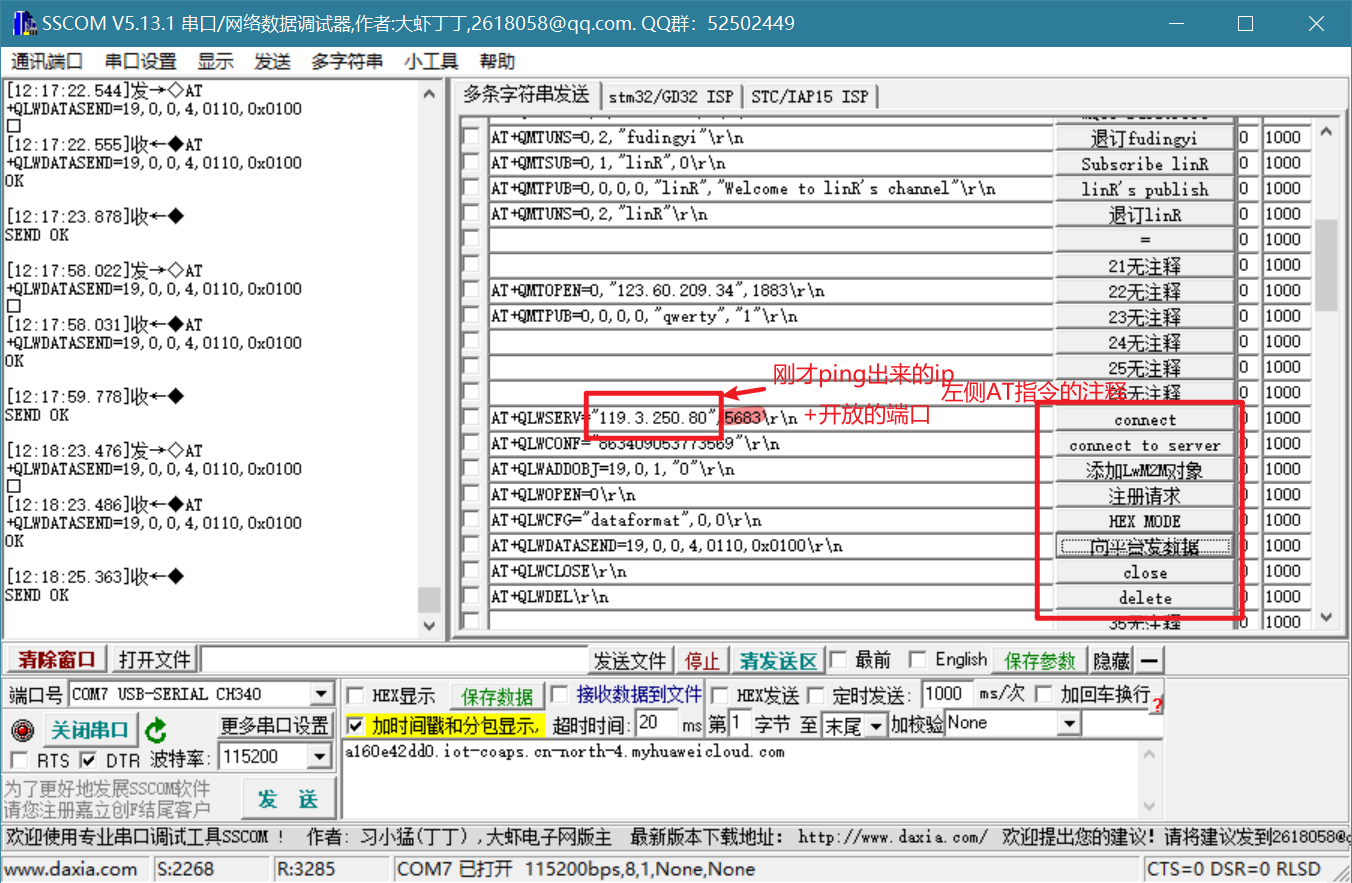 SSCOM V5.13.1 串口/网络数据调试器,作者:大虾丁丁,2618058@qq.com. QQ群：52502449
通讯端口 串口设置 显示 发送 多字符串 小工具 帮助
[12:17:22.544]发→◇AT
+QLWDATASEND=19,0,0,4,0110,0x0100
□
[12:17:22.555]收←◆AT
+QLWDATASEND=19,0,0,4,0110,0x0100
OK
[12:17:23.878]收←◆
SEND OK
[12:17:58.022]发→◇AT
+QLWDATASEND=19,0,0,4,0110,0x0100
□
[12:17:58.031]收←◆AT
+QLWDATASEND=19,0,0,4,0110,0x0100
OK
[12:17:59.778]收←◆
SEND OK
[12:18:23.476]发→◇AT
+QLWDATASEND=19,0,0,4,0110,0x0100
□
[12:18:23.486]收←◆AT
+QLWDATASEND=19,0,0,4,0110,0x0100
OK
[12:18:25.363]收←◆
SEND OK
多条字符串发送 stm32/GD32 ISP STC/IAP15 ISP
AT+QMTUNS=0,2,"fudingyi"\r\n 退订fudingyi 0 1000
AT+QMTSUB=0,1,"linR",0\r\n Subscribe linR 0 1000
AT+QMTPUB=0,0,0,0,"linR","Welcome to linR's channel"\r\n linR's publish 0 1000
AT+QMTUNS=0,2,"linR"\r\n 退订linR 0 1000
= 0 1000
21无注释 0 1000
AT+QMTOPEN=0,"123.60.209.34",1883\r\n 22无注释 0 1000
AT+QMTPUB=0,0,0,0,"qwerty","1"\r\n 23无注释 0 1000
24无注释 0 1000
25无注释 0 1000
刚才ping出来的ip
左侧AT指令的注释
无注释 0 1000
AT+QLWSERV="119.3.250.80",5683\r\n +开放的端口 connect 1000
AT+QLWCONF="863409053773569"\r\n connect to server 1000
AT+QLWADDOBJ=19,0,1,"0"\r\n 添加LwM2M对象 1000
AT+QLWOPEN=0\r\n 注册请求 1000
AT+QLWCFG="dataformat",0,0\r\n HEX MODE 1000
AT+QLWDATASEND=19,0,0,4,0110,0x0100\r\n 向平台发数据 1000
AT+QLWCLOSE\r\n close 1000
AT+QLWDEL\r\n delete 1000
35无注释 0 1000
清除窗口 打开文件 发送文件 停止 清发送区 最前 English 保存参数 隐藏
端口号 COM7 USB-SERIAL CH340 HEX显示 保存数据 接收数据到文件 HEX发送 定时发送: 1000 ms/次 加回车换行
关闭串口 更多串口设置 加时间戳和分包显示, 超时时间: 20 ms 第 1 字节 至 末尾 加校验 None
RTS DTR 波特率: 115200
a160e42dd0.iot-coaps.cn-north-4.myhuaweicloud.com
为了更好地发展SSCOM软件
请您注册嘉立创F结尾客户
发 送
欢迎使用专业串口调试工具SSCOM ！ 作者：习小猛(丁丁),大虾电子网版主 最新版本下载地址： http://www.daxia.com/ 欢迎提出您的建议！请将建议发到2618058@
www.daxia.com S:2268 R:3285 COM7 已打开 115200bps,8,1,None,None CTS=0 DSR=0 RLSD